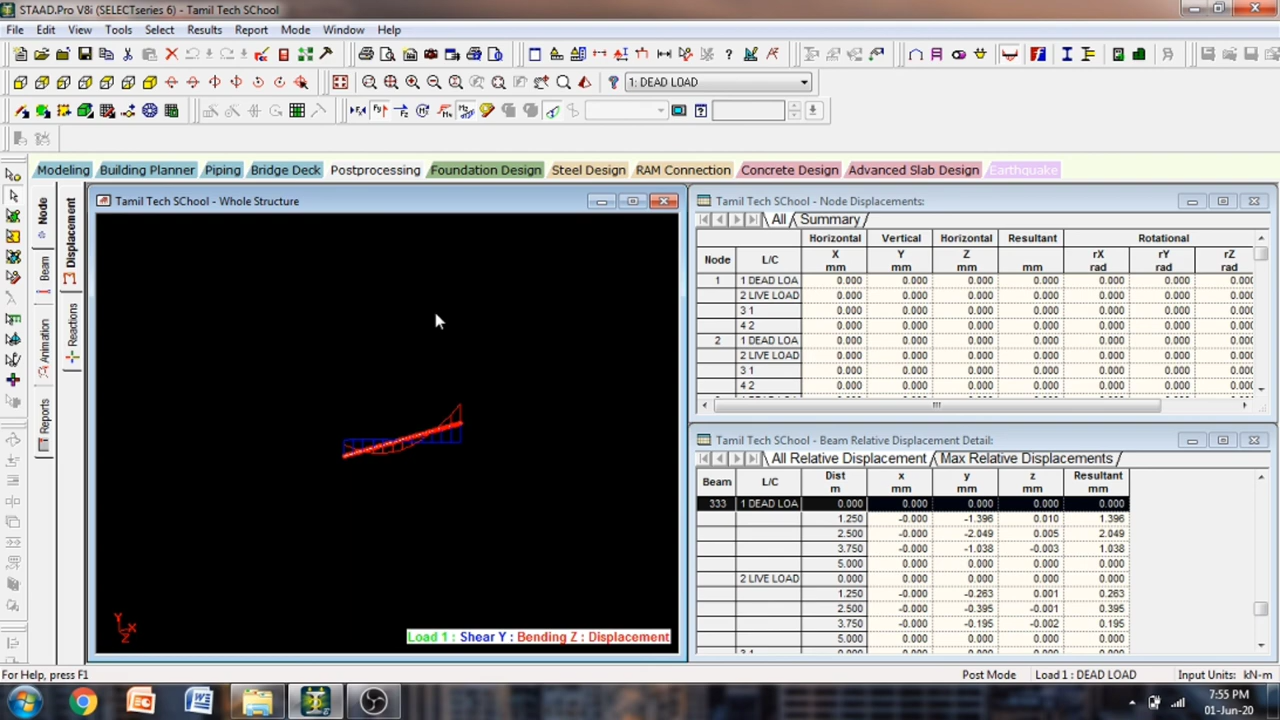 STAAD.Pro V8i (SELECTseries 6) - Tamil Tech SChool
File Edit View Tools Select Results Report Mode Window Help
1: DEAD LOAD
Modeling Building Planner Piping Bridge Deck Postprocessing Foundation Design Steel Design RAM Connection Concrete Design Advanced Slab Design Earthquake
Node
Beam
Animation
Reports
Displacement
Reactions
Tamil Tech SChool - Whole Structure
Load 1 : Shear Y : Bending Z : Displacement
Y
X
Z
Tamil Tech SChool - Node Displacements:
All Summary
Horizontal Vertical Horizontal Resultant Rotational
Node L/C X mm Y mm Z mm mm rX rad rY rad rZ rad
1 1 DEAD LOA 0.000 0.000 0.000 0.000 0.000 0.000 0.000
2 LIVE LOAD 0.000 0.000 0.000 0.000 0.000 0.000 0.000
3 1 0.000 0.000 0.000 0.000 0.000 0.000 0.000
4 2 0.000 0.000 0.000 0.000 0.000 0.000 0.000
2 1 DEAD LOA 0.000 0.000 0.000 0.000 0.000 0.000 0.000
2 LIVE LOAD 0.000 0.000 0.000 0.000 0.000 0.000 0.000
3 1 0.000 0.000 0.000 0.000 0.000 0.000 0.000
4 2 0.000 0.000 0.000 0.000 0.000 0.000 0.000
Tamil Tech SChool - Beam Relative Displacement Detail:
All Relative Displacement Max Relative Displacements
Beam L/C Dist m x mm y mm z mm Resultant mm
333 1 DEAD LOA 0.000 0.000 0.000 0.000 0.000
1.250 -0.000 -1.396 0.010 1.396
2.500 -0.000 -2.049 0.005 2.049
3.750 -0.000 -1.038 -0.003 1.038
5.000 0.000 0.000 0.000 0.000
2 LIVE LOAD 0.000 0.000 0.000 0.000 0.000
1.250 -0.000 -0.263 0.001 0.263
2.500 -0.000 -0.395 -0.001 0.395
3.750 -0.000 -0.195 -0.002 0.195
5.000 0.000 0.000 0.000 0.000
For Help, press F1
Post Mode Load 1 : DEAD LOAD Input Units: kN-m
7:55 PM
01-Jun-20